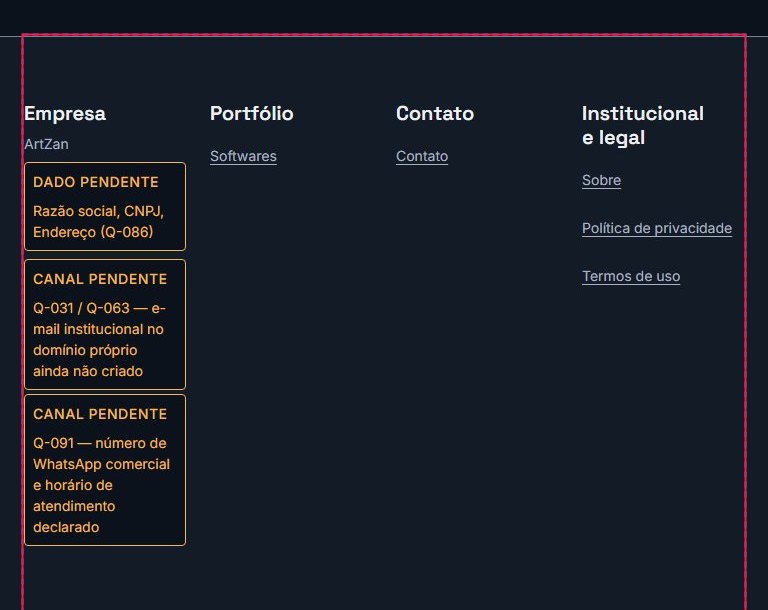 Empresa
ArtZan
DADO PENDENTE
Razão social, CNPJ,
Endereço (Q-086)
CANAL PENDENTE
Q-031 / Q-063 — e-
mail institucional no
domínio próprio
ainda não criado
CANAL PENDENTE
Q-091 — número de
WhatsApp comercial
e horário de
atendimento
declarado
Portfólio
Softwares
Contato
Contato
Institucional
e legal
Sobre
Política de privacidade
Termos de uso